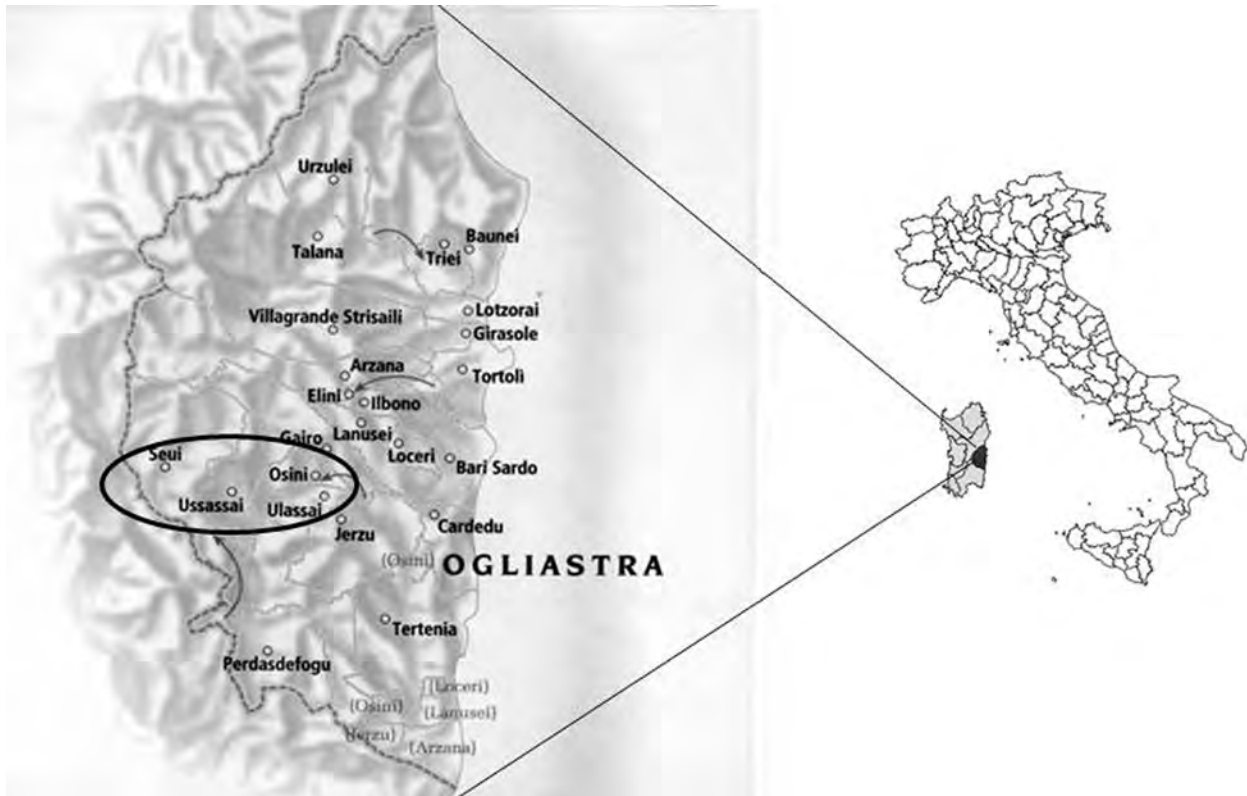 Urzulei
Talana
Triei
Baunei
Villagrande Strisaili
Lotzorai
Girasole
Arzana
Tortolì
Elini
Ilbono
Lanusei
Gairo
Loceri
Seui
Osini
Bari Sardo
Ussassai
Ulassai
Jerzu
Cardedu
(Osini)
OGLIASTRA
Tertenia
Perdasdefogu
(Loceri)
(Osini)
(Lanusei)
(Jerzu)
(Arzana)